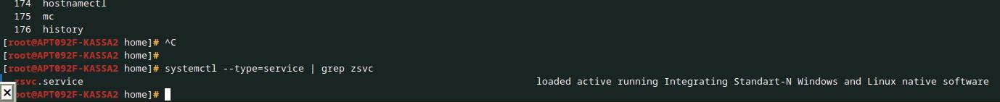 174 hostnamectl
175 mc
176 history
[root@APT092F-KASSA2 home]# ^C
[root@APT092F-KASSA2 home]#
[root@APT092F-KASSA2 home]# systemctl --type=service | grep zsvc
zsvc.service loaded active running Integrating Standart-N Windows and Linux native software
oot@APT092F-KASSA2 home]#